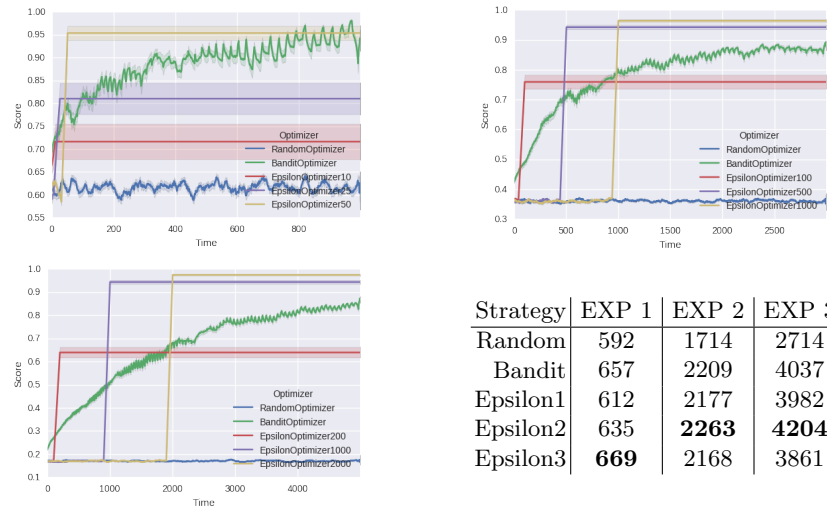 1.00
0.95
0.90
0.85
0.80
0.75
0.70
0.65
0.60
0.55
Score
0 200 400 600 800
Time
Optimizer
RandomOptimizer
BanditOptimizer
EpsilonOptimizer10
EpsilonOptimizer25
EpsilonOptimizer50
1.0
0.9
0.8
0.7
0.6
0.5
0.4
0.3
Score
0 500 1000 1500 2000 2500
Time
Optimizer
RandomOptimizer
BanditOptimizer
EpsilonOptimizer100
EpsilonOptimizer500
EpsilonOptimizer1000
1.0
0.9
0.8
0.7
0.6
0.5
0.4
0.3
0.2
0.1
Score
0 1000 2000 3000 4000
Time
Optimizer
RandomOptimizer
BanditOptimizer
EpsilonOptimizer200
EpsilonOptimizer1000
EpsilonOptimizer2000
Strategy EXP 1 EXP 2 EXP 3
Random 592 1714 2714
Bandit 657 2209 4037
Epsilon1 612 2177 3982
Epsilon2 635 2263 4204
Epsilon3 669 2168 3861